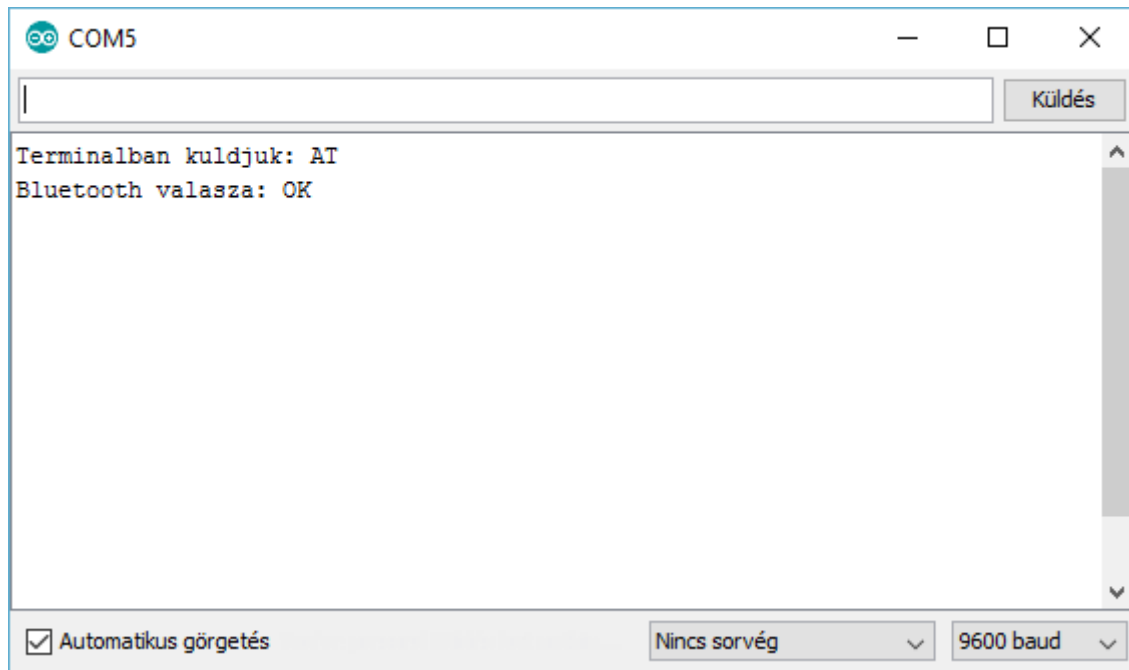 COM5
Küldés
Terminalban kuldjuk: AT
Bluetooth valasza: OK
Automatikus görgetés
Nincs sorvég
9600 baud